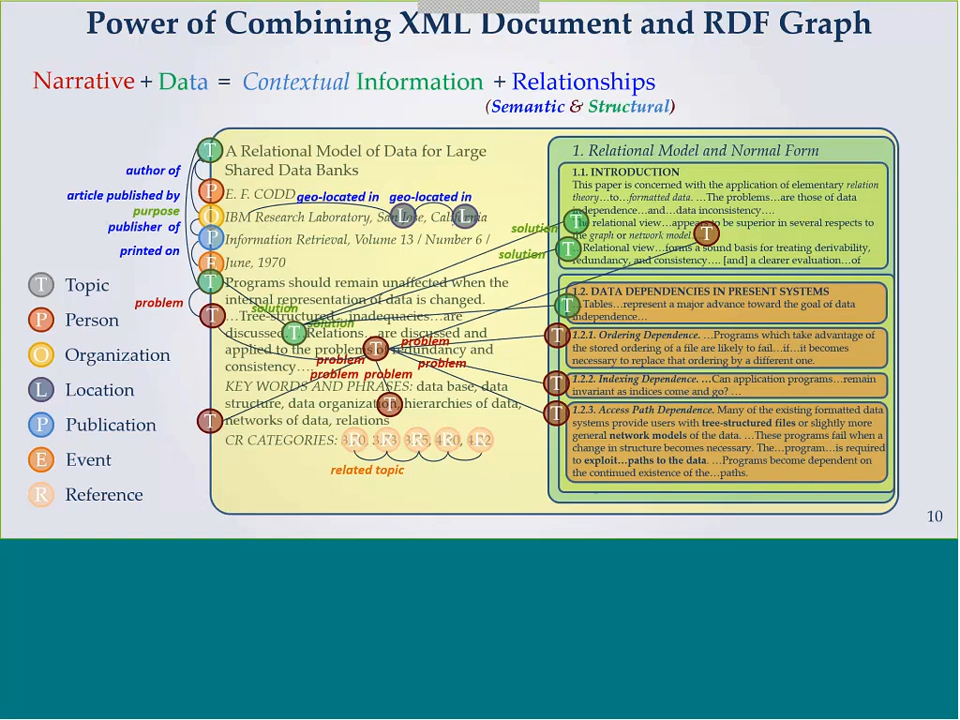 Power of Combining XML Document and RDF Graph
Narrative + Data = Contextual Information + Relationships
(Semantic & Structural)
author of
article published by
purpose
publisher of
printed on
problem
T Topic
P Person
O Organization
L Location
P Publication
E Event
R Reference
T
P
O
P
E
T
T
T
A Relational Model of Data for Large
Shared Data Banks
E. F. CODD
geo-located in geo-located in
IBM Research Laboratory, San Jose, California
L L
Information Retrieval, Volume 13 / Number 6 /
June, 1970
Programs should remain unaffected when the
internal representation of data is changed.
…Tree-structured…inadequacies…are
discussed. …Relations…are discussed and
applied to the problems of redundancy and
consistency…
solution
solution
T T T
problem
problem
problem
problem problem
KEY WORDS AND PHRASES: data base, data
structure, data organization, hierarchies of data,
networks of data, relations
CR CATEGORIES:
R R R R R
related topic
solution
solution
1. Relational Model and Normal Form
1.1. INTRODUCTION
This paper is concerned with the application of elementary relation
theory…to…formatted data. …The problems…are those of data
independence…and…data inconsistency….
The relational view…appears to be superior in several respects to
the graph or network model.
…Relational view…forms a sound basis for treating derivability,
redundancy, and consistency…. [and] a clearer evaluation…of
T T T
1.2. DATA DEPENDENCIES IN PRESENT SYSTEMS
…Tables…represent a major advance toward the goal of data
independence…
T
1.2.1. Ordering Dependence. …Programs which take advantage of
the stored ordering of a file are likely to fail…if…it becomes
necessary to replace that ordering by a different one.
T
1.2.2. Indexing Dependence. …Can application programs…remain
invariant as indices come and go? …
T
1.2.3. Access Path Dependence. Many of the existing formatted data
systems provide users with tree-structured files or slightly more
general network models of the data. …These programs fail when a
change in structure becomes necessary. The…program…is required
to exploit…paths to the data. …Programs become dependent on
the continued existence of the…paths.
T
10